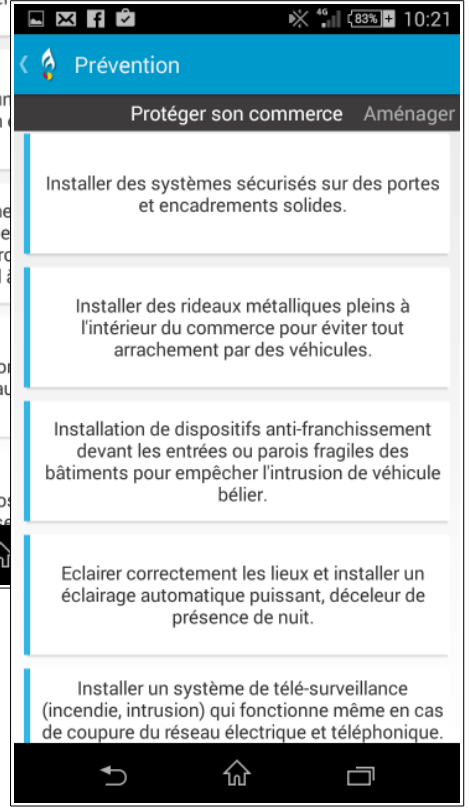 4G 83% 10:21
Prévention
Protéger son commerce Aménager
Installer des systèmes sécurisés sur des portes
et encadrements solides.
Installer des rideaux métalliques pleins à
l'intérieur du commerce pour éviter tout
arrachement par des véhicules.
Installation de dispositifs anti-franchissement
devant les entrées ou parois fragiles des
bâtiments pour empêcher l'intrusion de véhicule
bélier.
Eclairer correctement les lieux et installer un
éclairage automatique puissant, déceleur de
présence de nuit.
Installer un système de télé-surveillance
(incendie, intrusion) qui fonctionne même en cas
de coupure du réseau électrique et téléphonique.